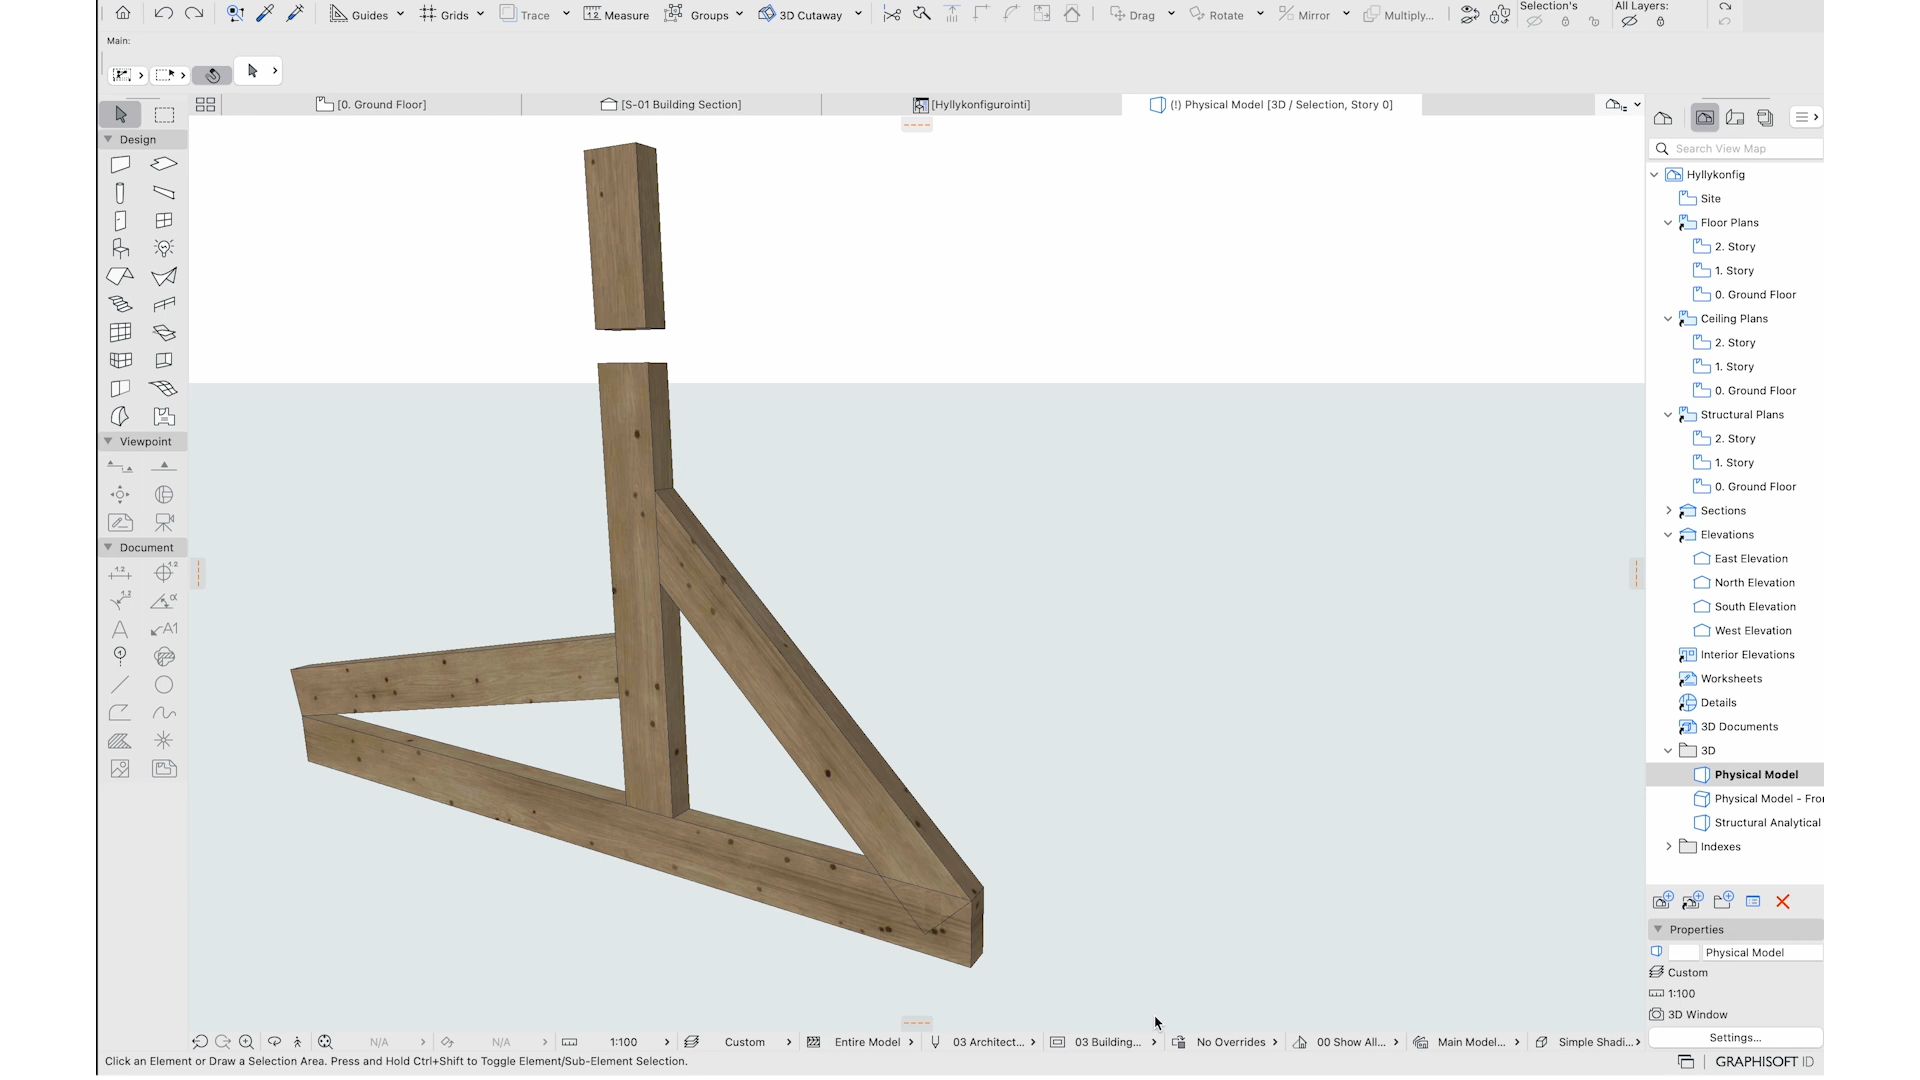 Guides
Grids
Trace
Measure
Groups
3D Cutaway
Drag
Rotate
Mirror
Multiply...
Selection's
All Layers:
Main:
[0. Ground Floor]
[S-01 Building Section]
[Hyllykonfigurointi]
(!) Physical Model [3D / Selection, Story 0]
Design
Viewpoint
Document
1.2
A
A1
Search View Map
Hyllykonfig
Site
Floor Plans
2. Story
1. Story
0. Ground Floor
Ceiling Plans
2. Story
1. Story
0. Ground Floor
Structural Plans
2. Story
1. Story
0. Ground Floor
Sections
Elevations
East Elevation
North Elevation
South Elevation
West Elevation
Interior Elevations
Worksheets
Details
3D Documents
3D
Physical Model
Physical Model - Fro
Structural Analytical
Indexes
Properties
Physical Model
Custom
1:100
3D Window
Settings...
N/A
N/A
1:100
Custom
Entire Model
03 Architect...
03 Building...
No Overrides
00 Show All...
Main Model...
Simple Shadi...
Click an Element or Draw a Selection Area. Press and Hold Ctrl+Shift to Toggle Element/Sub-Element Selection.
GRAPHISOFT ID